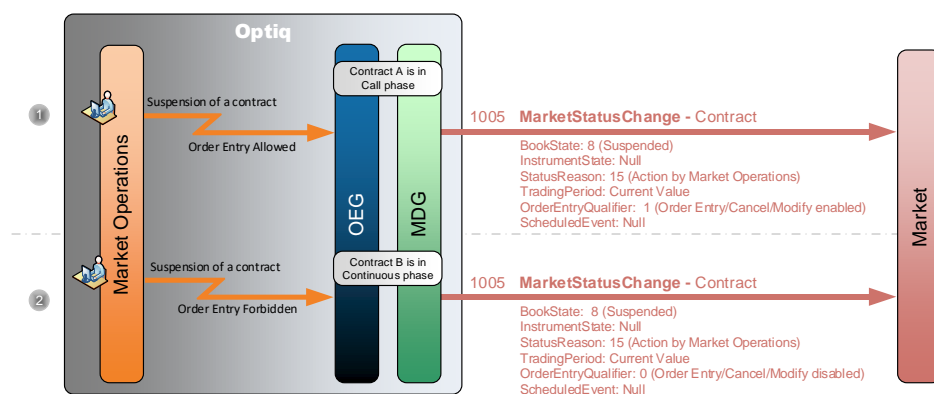 Optiq
Market Operations
OEG
MDG
Market
Contract A is in
Call phase
1
Suspension of a contract
Order Entry Allowed
1005 MarketStatusChange - Contract
BookState: 8 (Suspended)
InstrumentState: Null
StatusReason: 15 (Action by Market Operations)
TradingPeriod: Current Value
OrderEntryQualifier: 1 (Order Entry/Cancel/Modify enabled)
ScheduledEvent: Null
Contract B is in
Continuous phase
2
Suspension of a contract
Order Entry Forbidden
1005 MarketStatusChange - Contract
BookState: 8 (Suspended)
InstrumentState: Null
StatusReason: 15 (Action by Market Operations)
TradingPeriod: Current Value
OrderEntryQualifier: 0 (Order Entry/Cancel/Modify disabled)
ScheduledEvent: Null